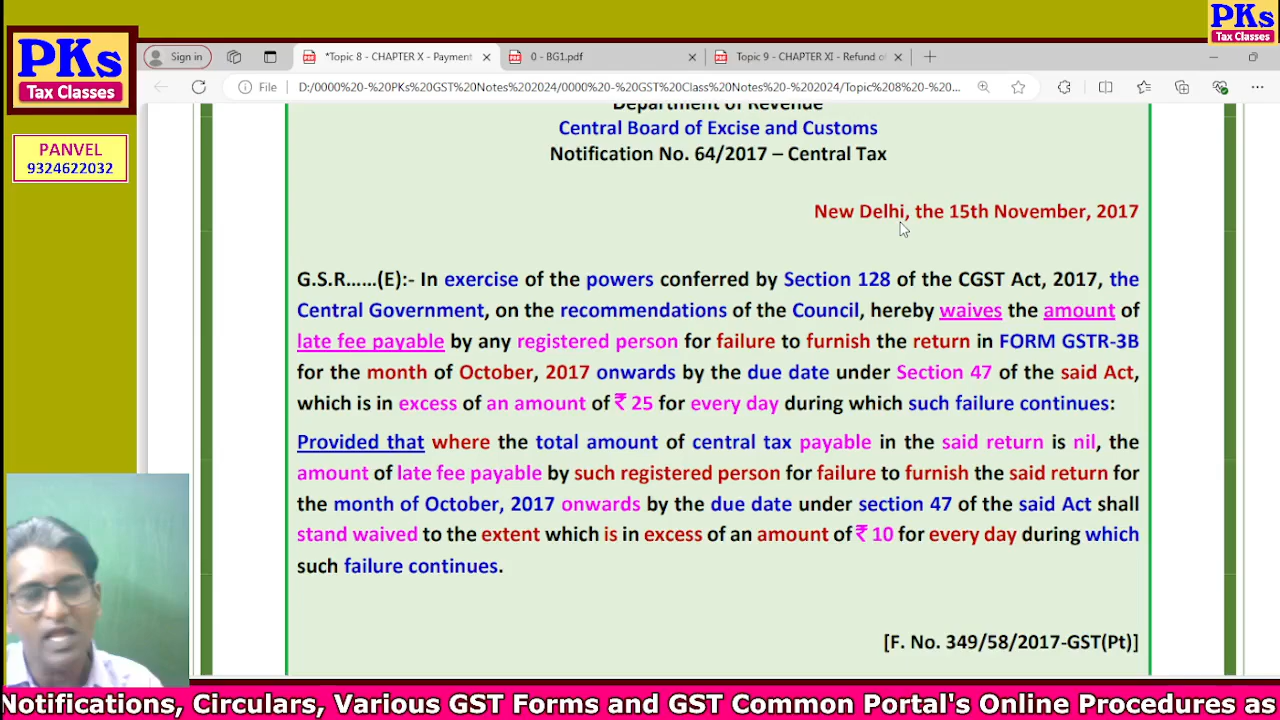 PKs
Tax Classes
PKs
Tax Classes
PANVEL
9324622032
Sign in
*Topic 8 - CHAPTER X - Payment
0 - BG1.pdf
Topic 9 - CHAPTER XI - Refund of
File
D:/0000%20-%20PKs%20GST%20Notes%202024/0000%20-%20GST%20Class%20Notes%20-%202024/Topic%208%20-%20...
Department of Revenue
Central Board of Excise and Customs
Notification No. 64/2017 – Central Tax
New Delhi, the 15th November, 2017
G.S.R......(E):- In exercise of the powers conferred by Section 128 of the CGST Act, 2017, the
Central Government, on the recommendations of the Council, hereby waives the amount of
late fee payable by any registered person for failure to furnish the return in FORM GSTR-3B
for the month of October, 2017 onwards by the due date under Section 47 of the said Act,
which is in excess of an amount of ₹ 25 for every day during which such failure continues:
Provided that where the total amount of central tax payable in the said return is nil, the
amount of late fee payable by such registered person for failure to furnish the said return for
the month of October, 2017 onwards by the due date under section 47 of the said Act shall
stand waived to the extent which is in excess of an amount of ₹ 10 for every day during which
such failure continues.
[F. No. 349/58/2017-GST(Pt)]
Notifications, Circulars, Various GST Forms and GST Common Portal's Online Procedures as